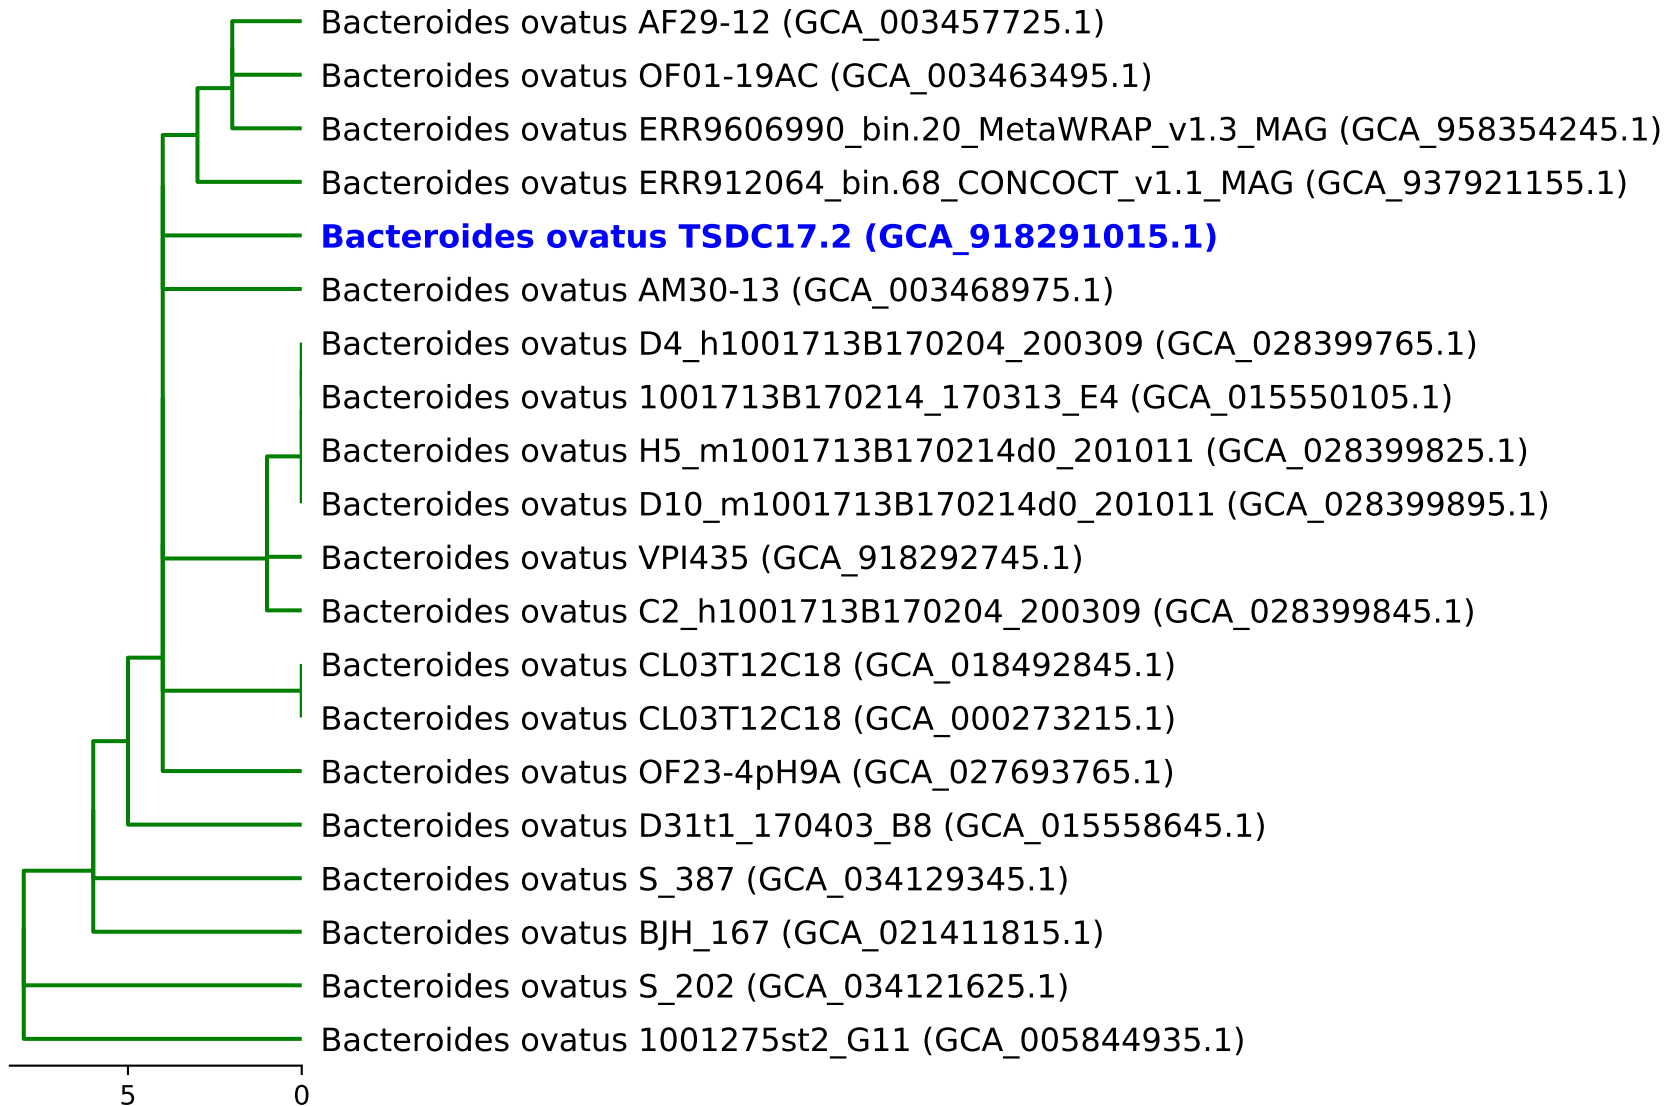 Bacteroides ovatus AF29-12 (GCA_003457725.1)
Bacteroides ovatus OF01-19AC (GCA_003463495.1)
Bacteroides ovatus ERR9606990_bin.20_MetaWRAP_v1.3_MAG (GCA_958354245.1)
Bacteroides ovatus ERR912064_bin.68_CONCOCT_v1.1_MAG (GCA_937921155.1)
Bacteroides ovatus TSDC17.2 (GCA_918291015.1)
Bacteroides ovatus AM30-13 (GCA_003468975.1)
Bacteroides ovatus D4_h1001713B170204_200309 (GCA_028399765.1)
Bacteroides ovatus 1001713B170214_170313_E4 (GCA_015550105.1)
Bacteroides ovatus H5_m1001713B170214d0_201011 (GCA_028399825.1)
Bacteroides ovatus D10_m1001713B170214d0_201011 (GCA_028399895.1)
Bacteroides ovatus VPI435 (GCA_918292745.1)
Bacteroides ovatus C2_h1001713B170204_200309 (GCA_028399845.1)
Bacteroides ovatus CL03T12C18 (GCA_018492845.1)
Bacteroides ovatus CL03T12C18 (GCA_000273215.1)
Bacteroides ovatus OF23-4pH9A (GCA_027693765.1)
Bacteroides ovatus D31t1_170403_B8 (GCA_015558645.1)
Bacteroides ovatus S_387 (GCA_034129345.1)
Bacteroides ovatus BJH_167 (GCA_021411815.1)
Bacteroides ovatus S_202 (GCA_034121625.1)
Bacteroides ovatus 1001275st2_G11 (GCA_005844935.1)
5 0